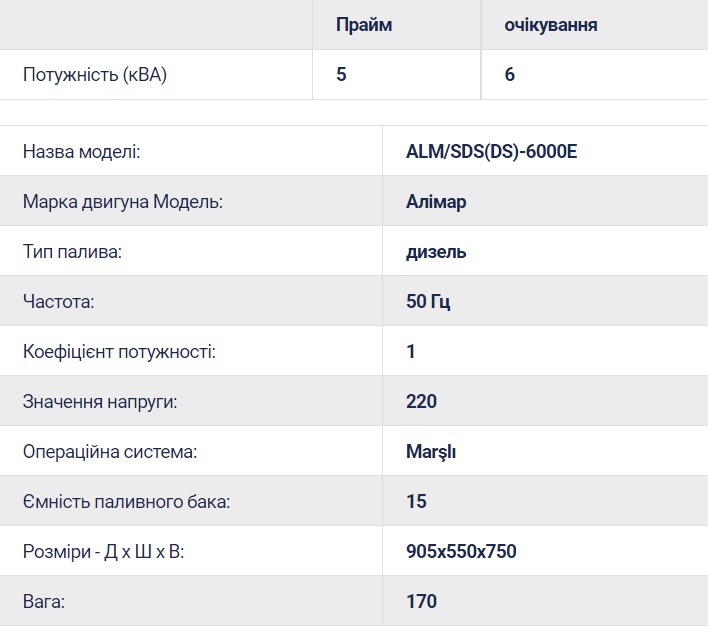 Прайм очікування
Потужність (кВА) 5 6
Назва моделі: ALM/SDS(DS)-6000E
Марка двигуна Модель: Алімар
Тип палива: дизель
Частота: 50 Гц
Коефіцієнт потужності: 1
Значення напруги: 220
Операційна система: Marşlı
Ємність паливного бака: 15
Розміри - Д x Ш x В: 905x550x750
Вага: 170